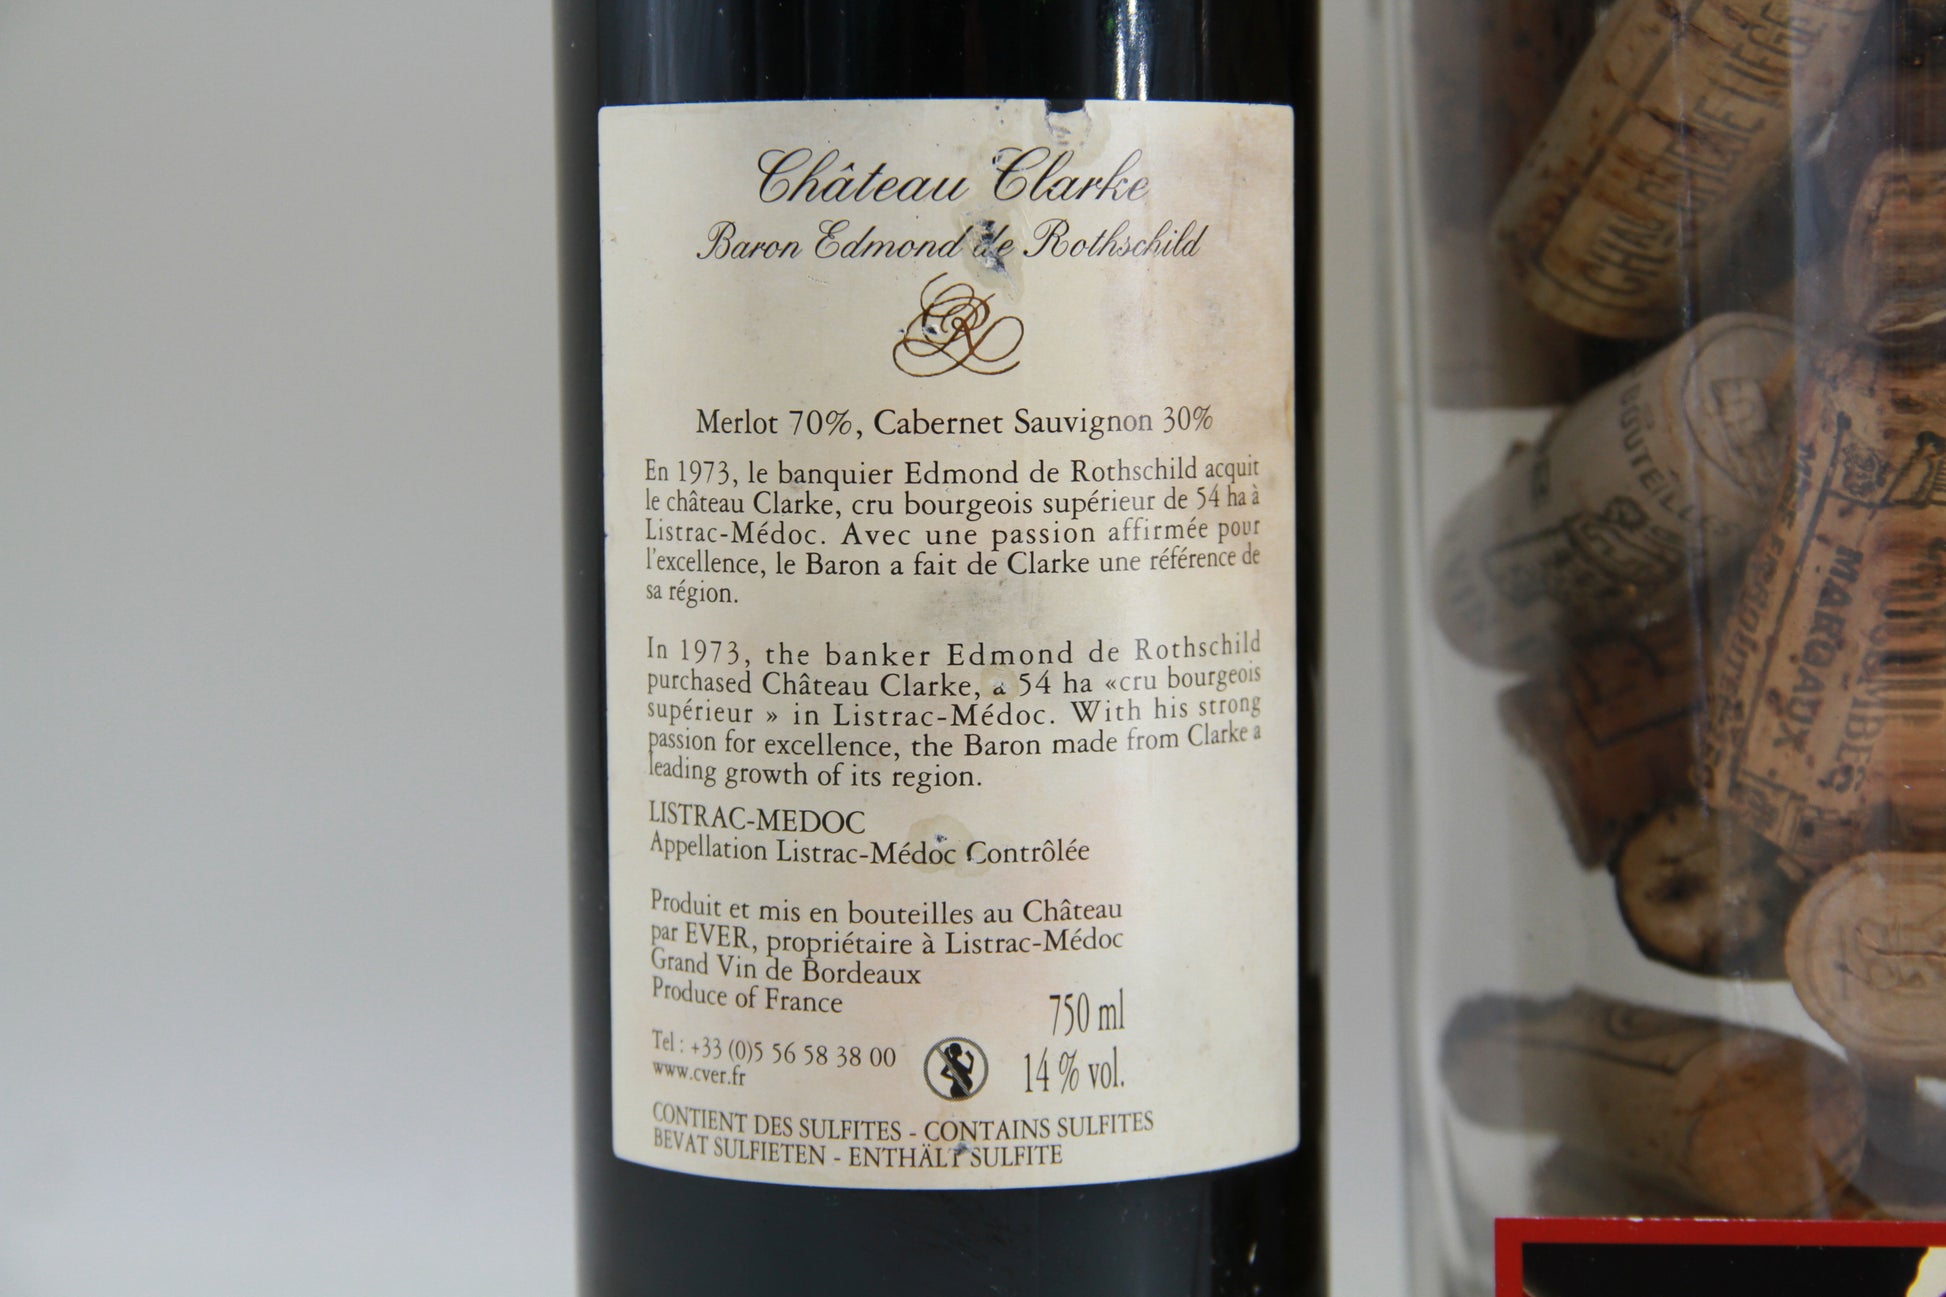 Château Clarke
Baron Edmond de Rothschild
Merlot 70%, Cabernet Sauvignon 30%
En 1973, le banquier Edmond de Rothschild acquit
le château Clarke, cru bourgeois supérieur de 54 ha à
Listrac-Médoc. Avec une passion affirmée pour
l'excellence, le Baron a fait de Clarke une référence de
sa région.
In 1973, the banker Edmond de Rothschild
purchased Château Clarke, a 54 ha «cru bourgeois
supérieur » in Listrac-Médoc. With his strong
passion for excellence, the Baron made from Clarke a
leading growth of its region.
LISTRAC-MEDOC
Appellation Listrac-Médoc Contrôlée
Produit et mis en bouteilles au Château
par EVER, propriétaire à Listrac-Médoc
Grand Vin de Bordeaux
Produce of France
750 ml
Tel : +33 (0)5 56 58 38 00
www.cver.fr
14 % vol.
CONTIENT DES SULFITES - CONTAINS SULFITES
BEVAT SULFIETEN - ENTHÄLT SULFITE
MARGAUX